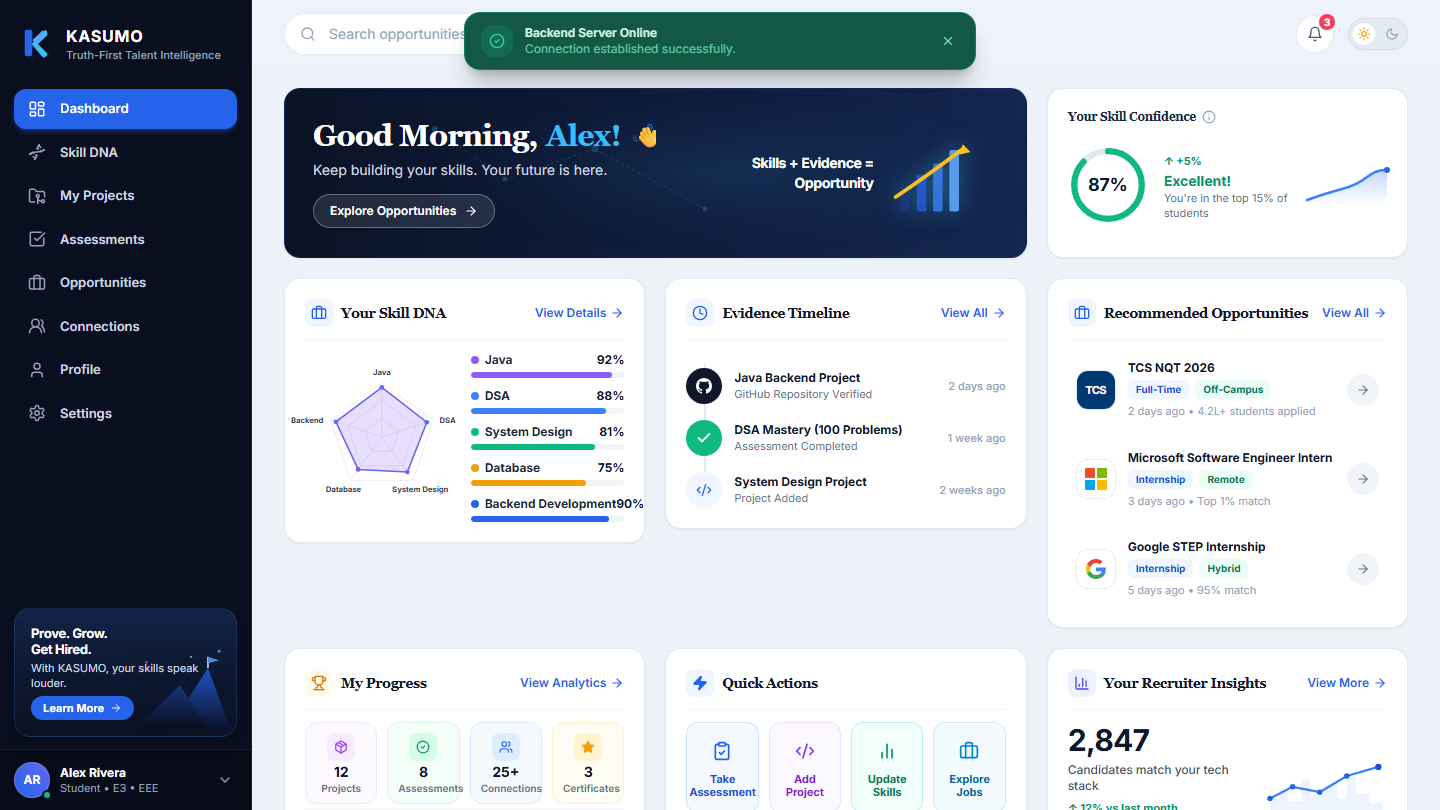 KASUMO
Truth-First Talent Intelligence
Dashboard
Skill DNA
My Projects
Assessments
Opportunities
Connections
Profile
Settings
Prove. Grow.
Get Hired.
With KASUMO, your skills speak
louder.
Learn More
AR
Alex Rivera
Student • E3 • EEE
Search opportunities
Backend Server Online
Connection established successfully.
3
Good Morning, Alex! 👋
Keep building your skills. Your future is here.
Explore Opportunities →
Skills + Evidence =
Opportunity
Your Skill Confidence
87%
↑ +5%
Excellent!
You're in the top 15% of
students
Your Skill DNA
View Details →
Java
DSA
System Design
Database
Backend
Java 92%
DSA 88%
System Design 81%
Database 75%
Backend Development90%
Evidence Timeline
View All →
Java Backend Project
GitHub Repository Verified
2 days ago
DSA Mastery (100 Problems)
Assessment Completed
1 week ago
System Design Project
Project Added
2 weeks ago
Recommended Opportunities
View All →
TCS
TCS NQT 2026
Full-Time Off-Campus
2 days ago • 4.2L+ students applied
Microsoft Software Engineer Intern
Internship Remote
3 days ago • Top 1% match
Google STEP Internship
Internship Hybrid
5 days ago • 95% match
My Progress
View Analytics →
12
Projects
8
Assessments
25+
Connections
3
Certificates
Quick Actions
Take
Assessment
Add
Project
Update
Skills
Explore
Jobs
Your Recruiter Insights
View More →
2,847
Candidates match your tech
stack
↑ 12% vs last month